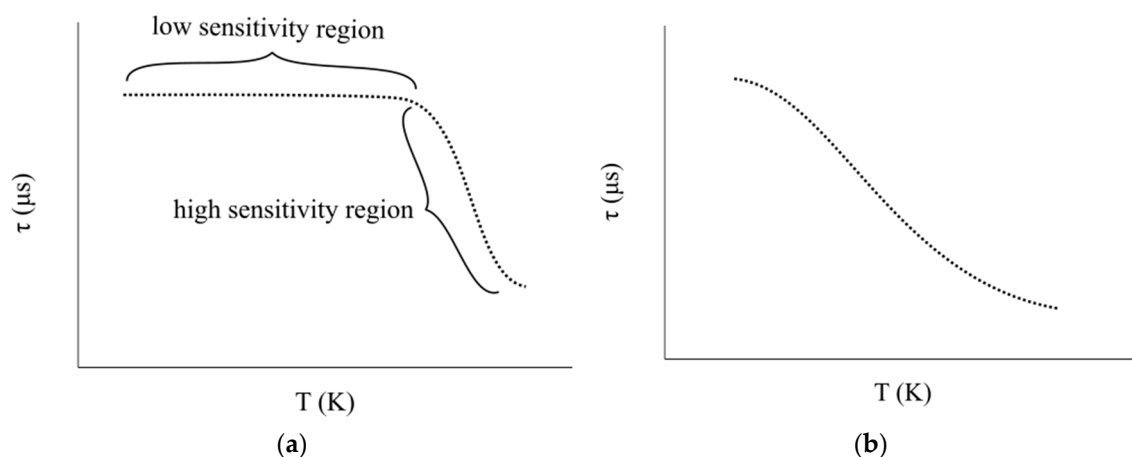 low sensitivity region
high sensitivity region
τ (μs)
T (K)
(a)
τ (μs)
T (K)
(b)